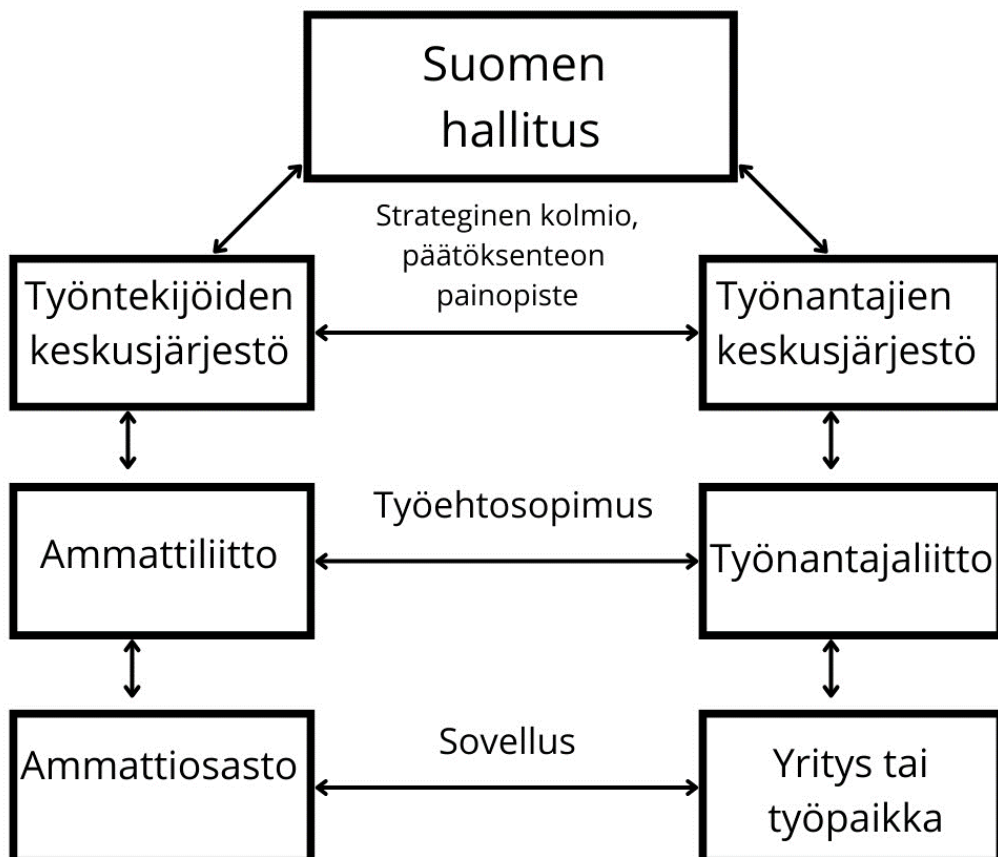 Suomen
hallitus
Strateginen kolmio,
päätöksenteon
painopiste
Työntekijöiden
keskusjärjestö
Työnantajien
keskusjärjestö
Ammattiliitto
Työehtosopimus
Työnantajaliitto
Ammattiosasto
Sovellus
Yritys tai
työpaikka